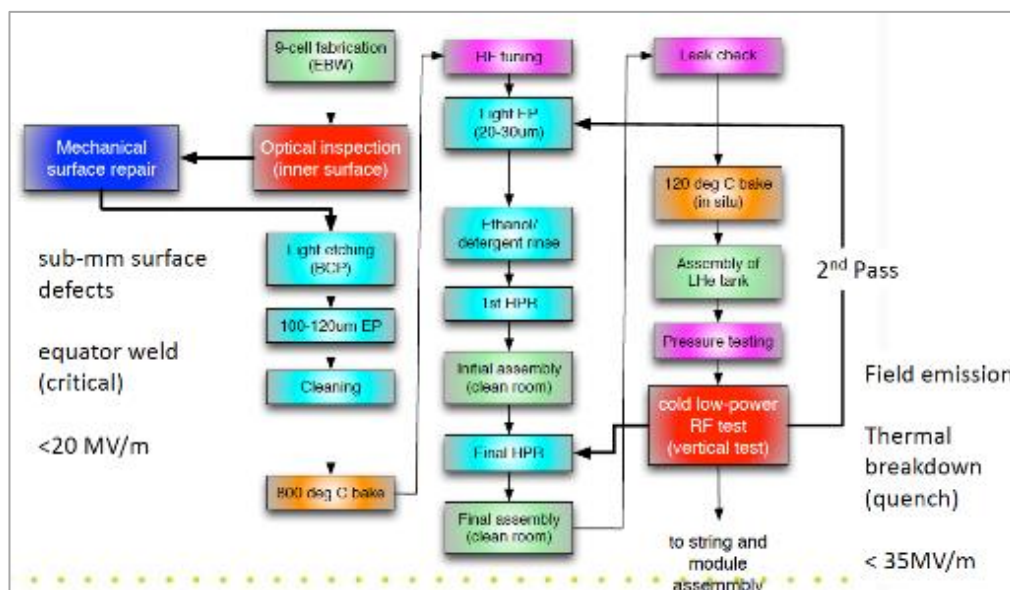 9-cell fabrication
(EBW)
Optical inspection
(inner surface)
Mechanical
surface repair
Light etching
(BCP)
100-120um EP
Cleaning
800 deg C bake
sub-mm surface
defects
equator weld
(critical)
<20 MV/m
RF tuning
Light EP
(20-30um)
Ethanol/
detergent rinse
1st HPR
Initial assembly
(clean room)
Final HPR
Final assembly
(clean room)
Leak check
120 deg C bake
(in situ)
Assembly of
LHe tank
Pressure testing
cold low-power
RF test
(vertical test)
to string and
module assemmbly
2nd Pass
Field emission
Thermal
breakdown
(quench)
< 35MV/m